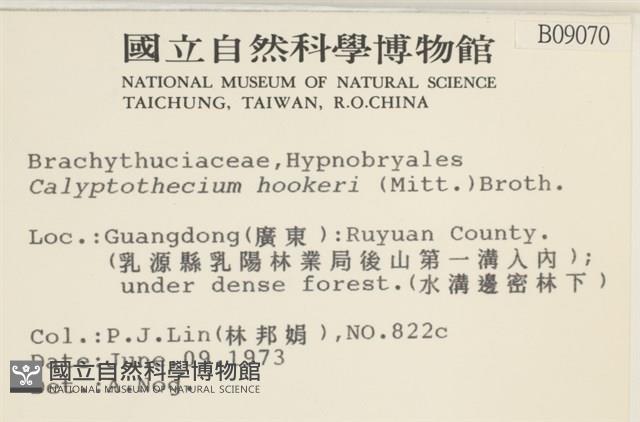 B09070
國立自然科學博物館
NATIONAL MUSEUM OF NATURAL SCIENCE
TAICHUNG, TAIWAN, R.O.CHINA
Brachythuciaceae,Hypnobryales
Calyptothecium hookeri (Mitt.)Broth.
Loc.:Guangdong(廣東):Ruyuan County.
(乳源縣乳陽林業局後山第一溝入內);
under dense forest.(水溝邊密林下)
Col.:P.J.Lin(林邦娟),NO.822c
Date:June 09,1973
Det.:A.Nog.
國立自然科學博物館
NATIONAL MUSEUM OF NATURAL SCIENCE